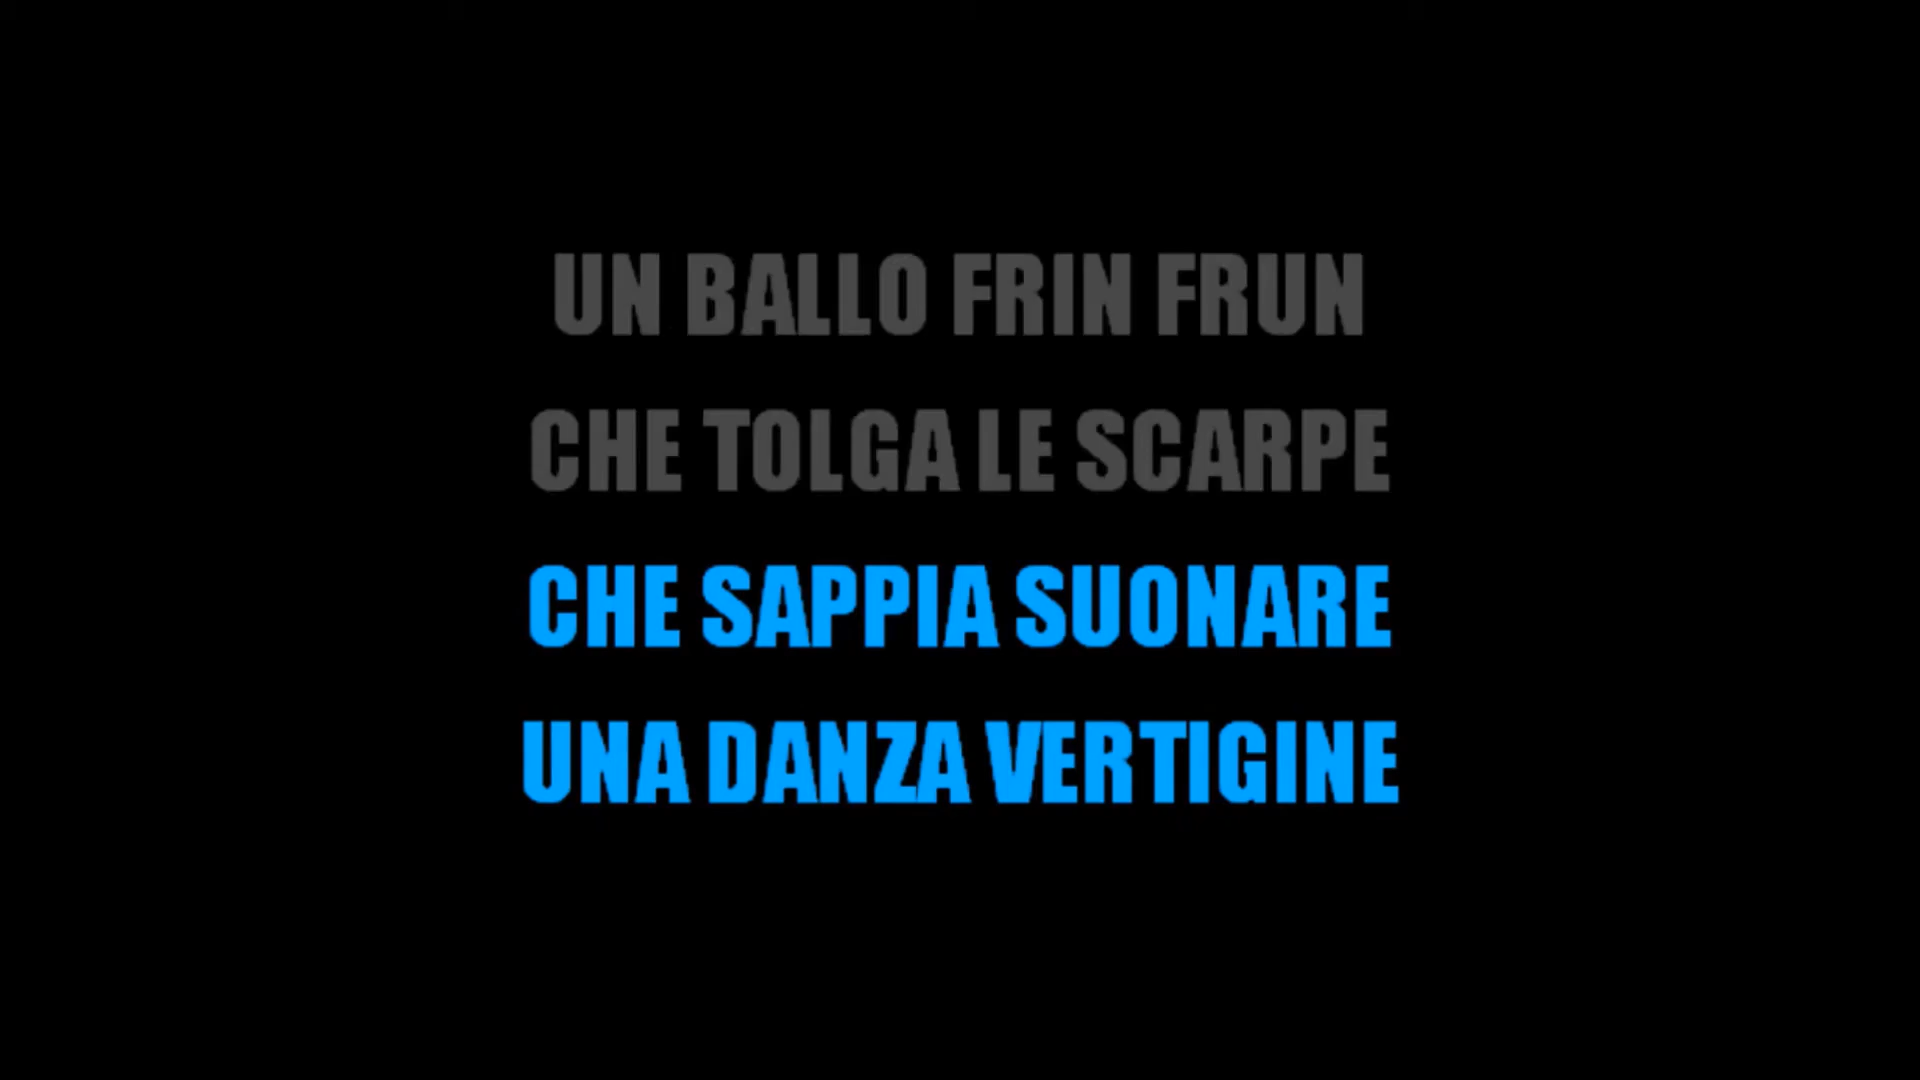 UN BALLO FRIN FRUN
CHE TOLGA LE SCARPE
CHE SAPPIA SUONARE
UNA DANZA VERTIGINE